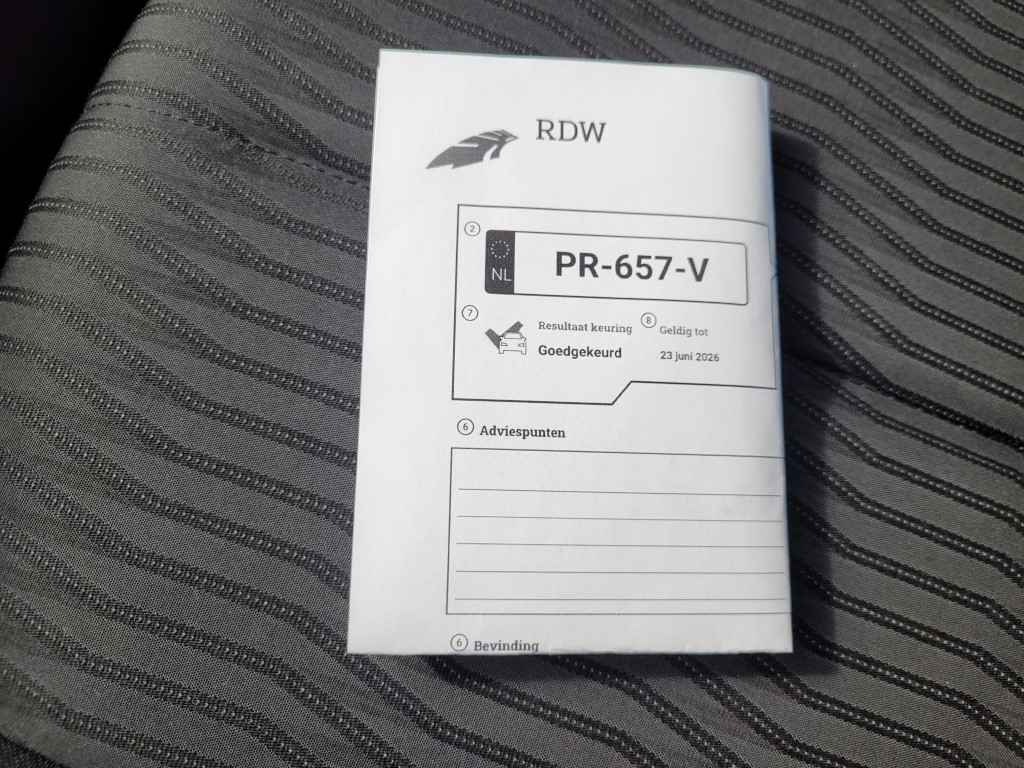 RDW
2
NL
PR-657-V
7
Resultaat keuring
Goedgekeurd
8
Geldig tot
23 juni 2026
6 Adviespunten
6 Bevinding